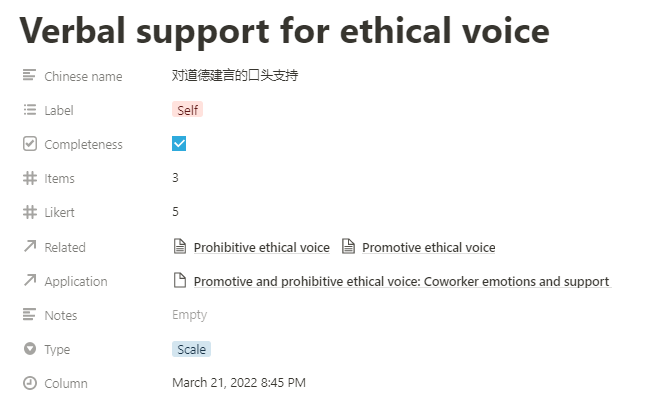 Verbal support for ethical voice
Chinese name 对道德建言的口头支持
Label Self
Completeness
Items 3
Likert 5
Related Prohibitive ethical voice Promotive ethical voice
Application Promotive and prohibitive ethical voice: Coworker emotions and support
Notes Empty
Type Scale
Column March 21, 2022 8:45 PM